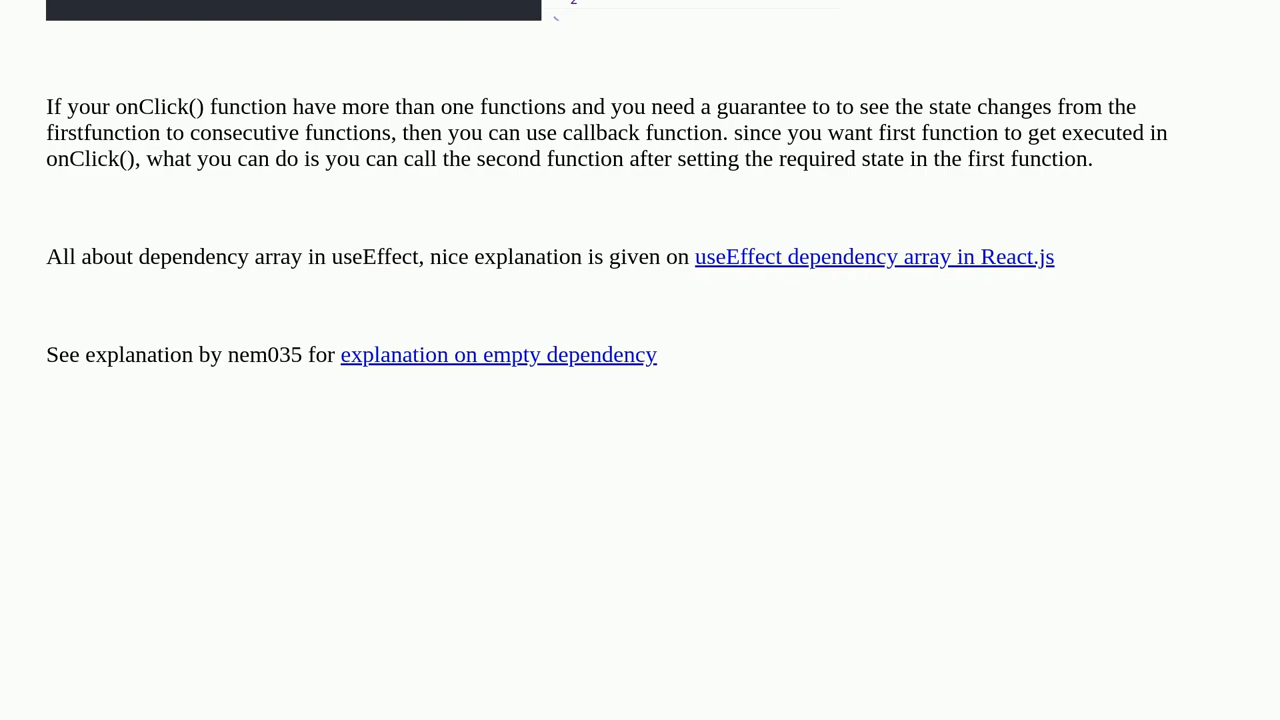 2
If your onClick() function have more than one functions and you need a guarantee to to see the state changes from the
firstfunction to consecutive functions, then you can use callback function. since you want first function to get executed in
onClick(), what you can do is you can call the second function after setting the required state in the first function.
All about dependency array in useEffect, nice explanation is given on useEffect dependency array in React.js
See explanation by nem035 for explanation on empty dependency